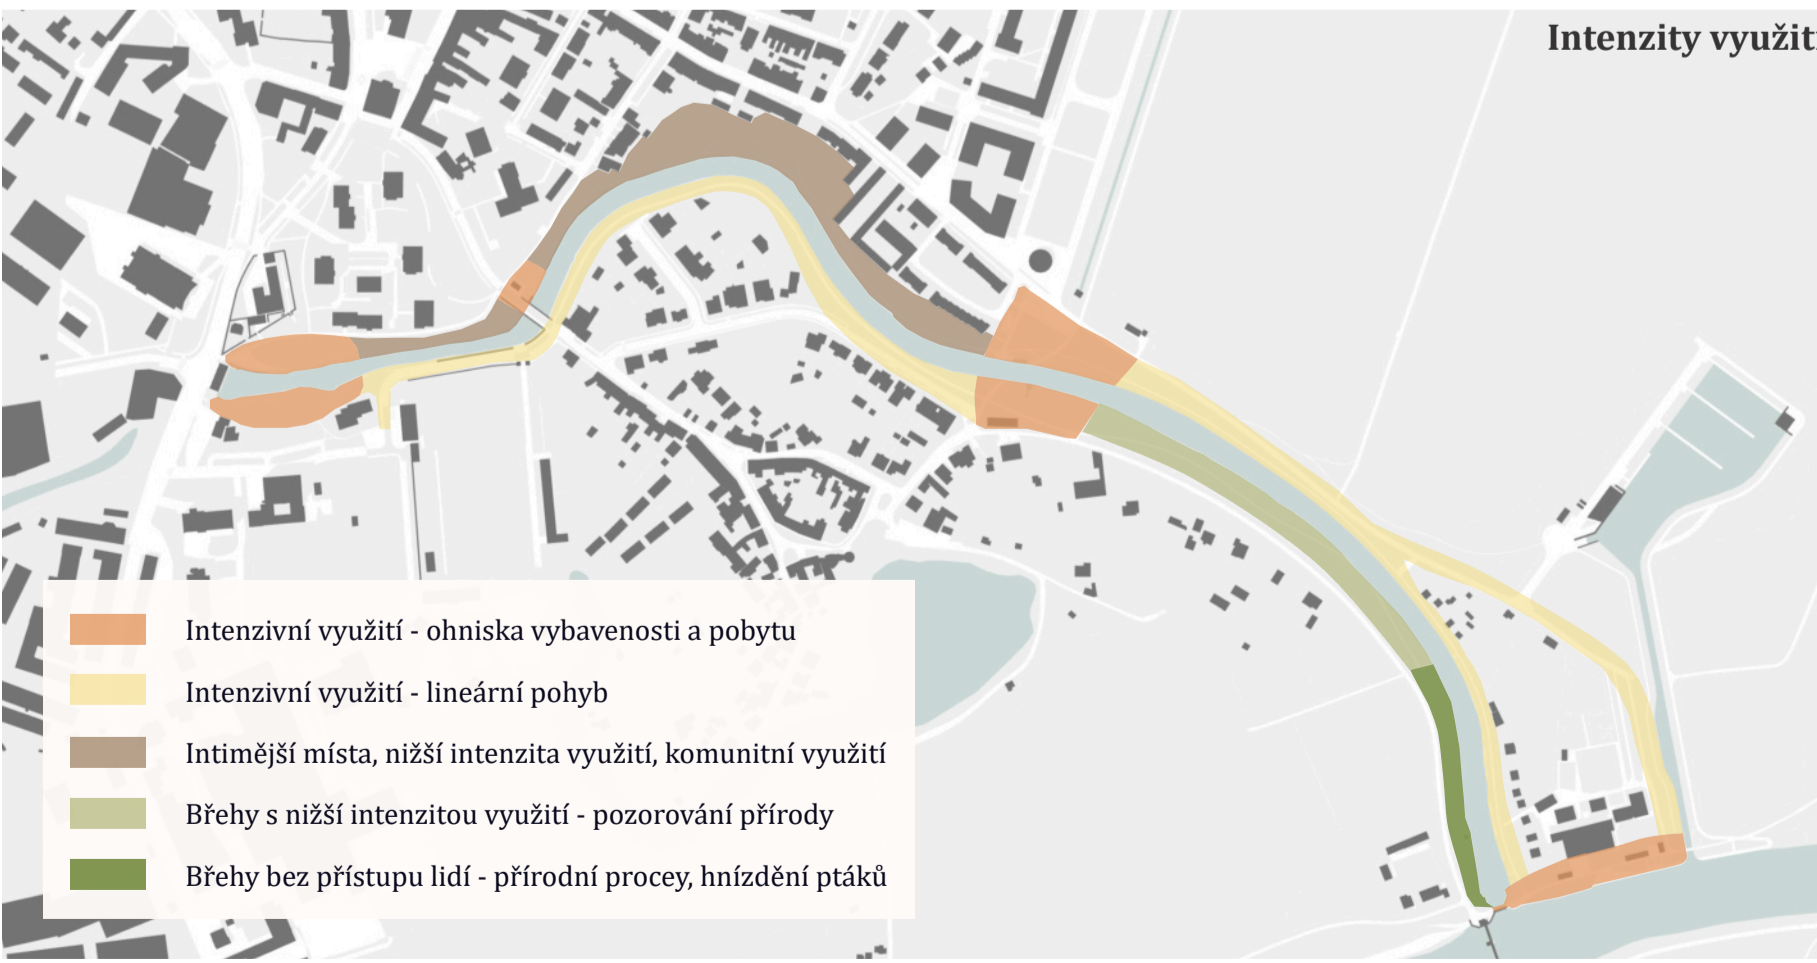 Intenzity využití
Intenzivní využití - ohniska vybavenosti a pobytu
Intenzivní využití - lineární pohyb
Intimější místa, nižší intenzita využití, komunitní využití
Břehy s nižší intenzitou využití - pozorování přírody
Břehy bez přístupu lidí - přírodní procey, hnízdění ptáků